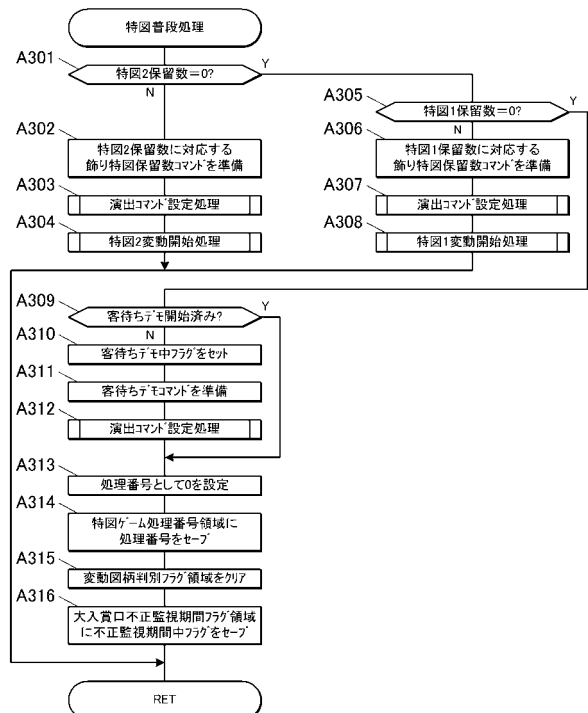 特図普段処理
A301
特図2保留数=0?
Y
N
A302
特図2保留数に対応する
飾り特図保留数コマンドを準備
A303
演出コマンド設定処理
A304
特図2変動開始処理
A305
特図1保留数=0?
Y
N
A306
特図1保留数に対応する
飾り特図保留数コマンドを準備
A307
演出コマンド設定処理
A308
特図1変動開始処理
A309
客待ちデモ開始済み?
Y
N
A310
客待ちデモ中フラグをセット
A311
客待ちデモコマンドを準備
A312
演出コマンド設定処理
A313
処理番号として0を設定
A314
特図ゲーム処理番号領域に
処理番号をセーブ
A315
変動図柄判別フラグ領域をクリア
A316
大入賞口不正監視期間フラグ領域
に不正監視期間中フラグをセーブ
RET